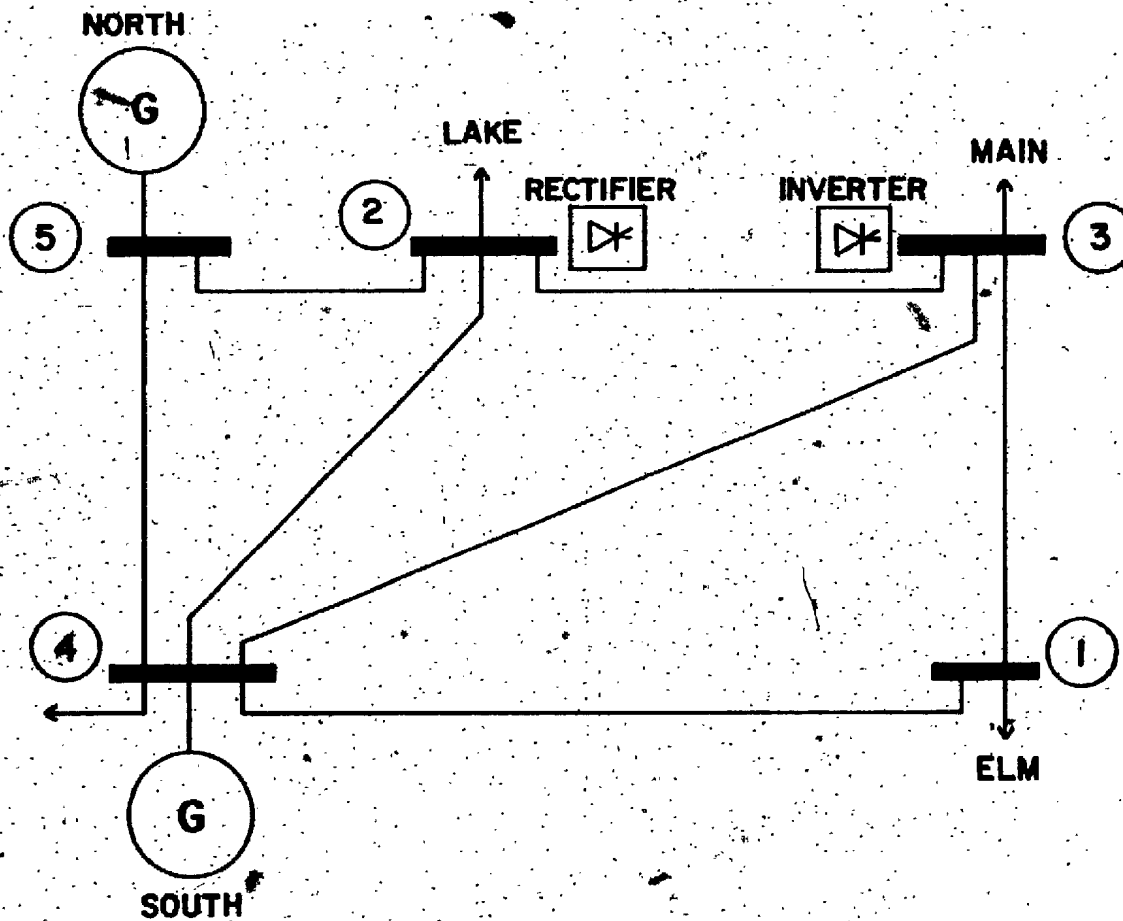 NORTH
G
LAKE
MAIN
RECTIFIER
INVERTER
5
2
3
4
1
G
ELM
SOUTH